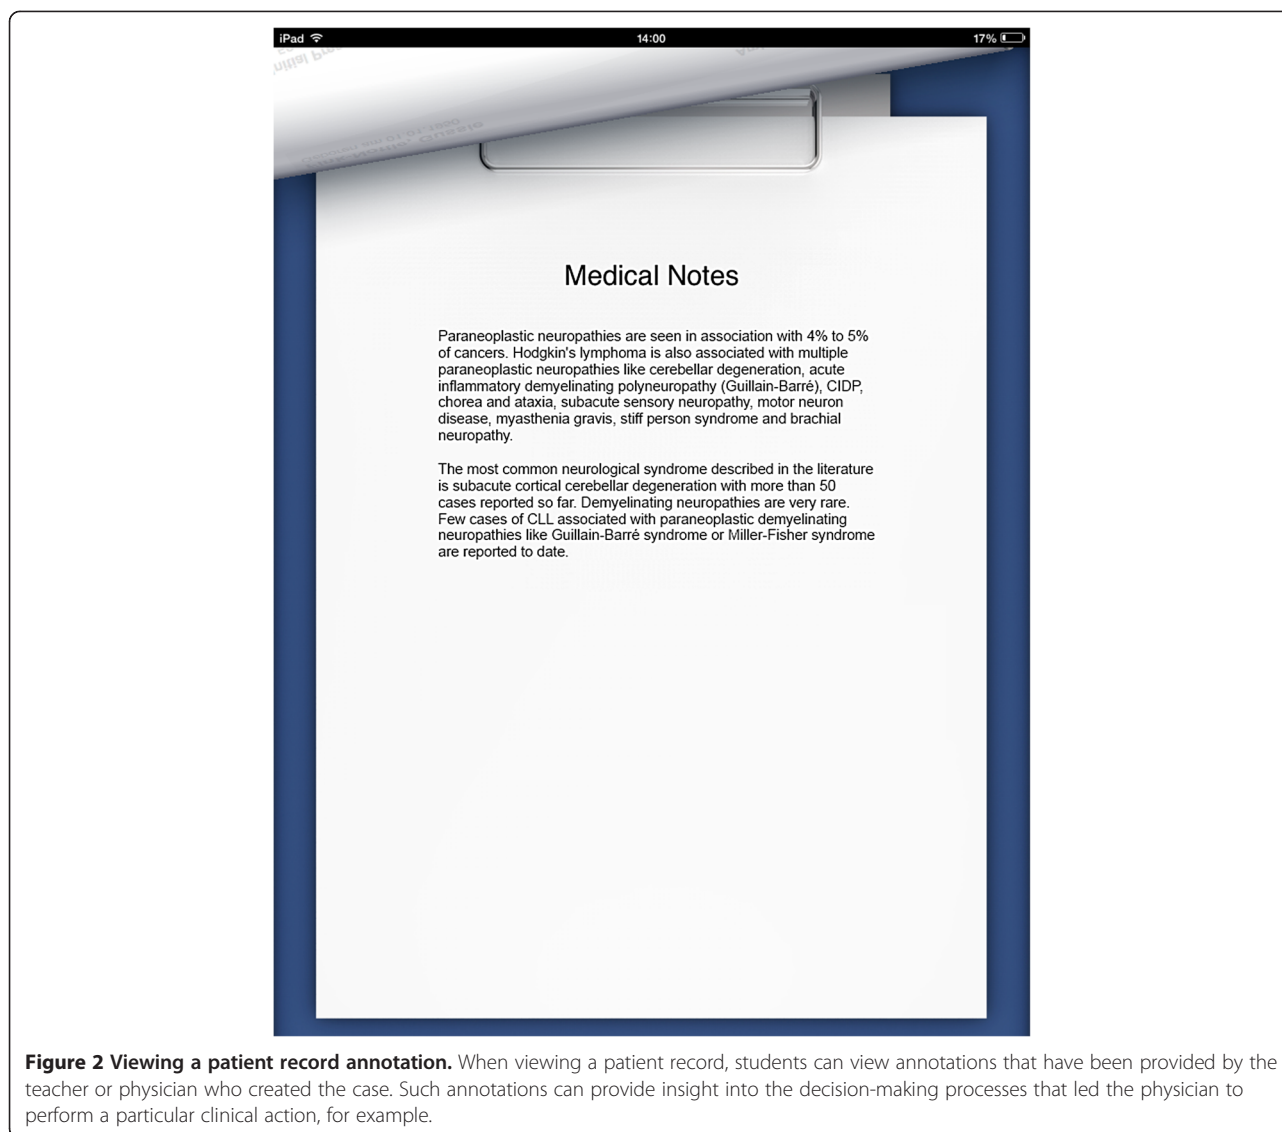 iPad 14:00 17%
Medical Notes
Paraneoplastic neuropathies are seen in association with 4% to 5%
of cancers. Hodgkin's lymphoma is also associated with multiple
paraneoplastic neuropathies like cerebellar degeneration, acute
inflammatory demyelinating polyneuropathy (Guillain-Barré), CIDP,
chorea and ataxia, subacute sensory neuropathy, motor neuron
disease, myasthenia gravis, stiff person syndrome and brachial
neuropathy.
The most common neurological syndrome described in the literature
is subacute cortical cerebellar degeneration with more than 50
cases reported so far. Demyelinating neuropathies are very rare.
Few cases of CLL associated with paraneoplastic demyelinating
neuropathies like Guillain-Barré syndrome or Miller-Fisher syndrome
are reported to date.
Figure 2 Viewing a patient record annotation. When viewing a patient record, students can view annotations that have been provided by the
teacher or physician who created the case. Such annotations can provide insight into the decision-making processes that led the physician to
perform a particular clinical action, for example.